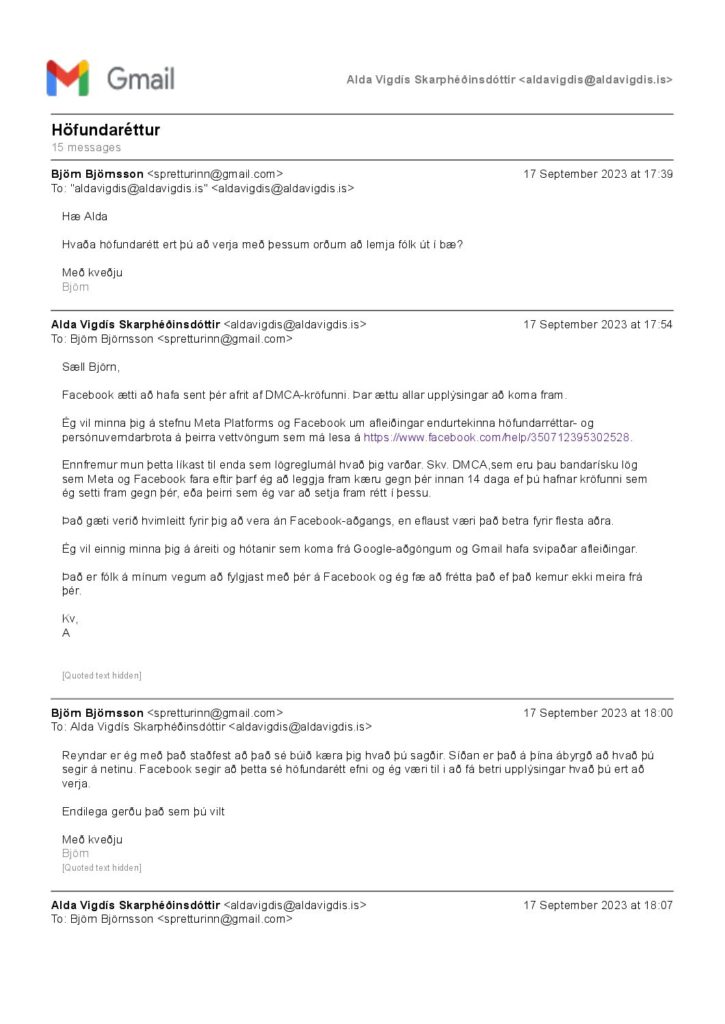 Gmail
Alda Vigdís Skarphéðinsdóttir <aldavigdis@aldavigdis.is>
Höfundaréttur
15 messages
Björn Björnsson <spretturinn@gmail.com>
17 September 2023 at 17:39
To: "aldavigdis@aldavigdis.is" <aldavigdis@aldavigdis.is>
Hæ Alda
Hvaða höfundarétt ert þú að verja með þessum orðum að lemja fólk út í bæ?
Með kveðju
Björn
Alda Vigdís Skarphéðinsdóttir <aldavigdis@aldavigdis.is>
17 September 2023 at 17:54
To: Björn Björnsson <spretturinn@gmail.com>
Sæll Björn,
Facebook ætti að hafa sent þér afrit af DMCA-kröfunni. Þar ættu allar upplýsingar að koma fram.
Ég vil minna þig á stefnu Meta Platforms og Facebook um afleiðingar endurtekinna höfundarréttar- og
persónuverndarbrota á þeirra vettvöngum sem má lesa á https://www.facebook.com/help/350712395302528.
Ennfremur mun þetta líkast til enda sem lögreglumál hvað þig varðar. Skv. DMCA,sem eru þau bandarísku lög
sem Meta og Facebook fara eftir þarf ég að leggja fram kæru gegn þér innan 14 daga ef þú hafnar kröfunni sem
ég setti fram gegn þér, eða þeirri sem ég var að setja fram rétt í þessu.
Það gæti verið hvimleitt fyrir þig að vera án Facebook-aðgangs, en eflaust væri það betra fyrir flesta aðra.
Ég vil einnig minna þig á áreiti og hótanir sem koma frá Google-aðgöngum og Gmail hafa svipaðar afleiðingar.
Það er fólk á mínum vegum að fylgjast með þér á Facebook og ég fæ að frétta það ef það kemur ekki meira frá
þér.
Kv,
A
[Quoted text hidden]
Björn Björnsson <spretturinn@gmail.com>
17 September 2023 at 18:00
To: Alda Vigdís Skarphéðinsdóttir <aldavigdis@aldavigdis.is>
Reyndar er ég með það staðfest að það sé búið kæra þig hvað þú sagðir. Síðan er það á þína ábyrgð að hvað þú
segir á netinu. Facebook segir að þetta sé höfundarétt efni og ég væri til i að fá betri upplýsingar hvað þú ert að
verja.
Endilega gerðu það sem þú vilt
Með kveðju
Björn
[Quoted text hidden]
Alda Vigdís Skarphéðinsdóttir <aldavigdis@aldavigdis.is>
17 September 2023 at 18:07
To: Björn Björnsson <spretturinn@gmail.com>